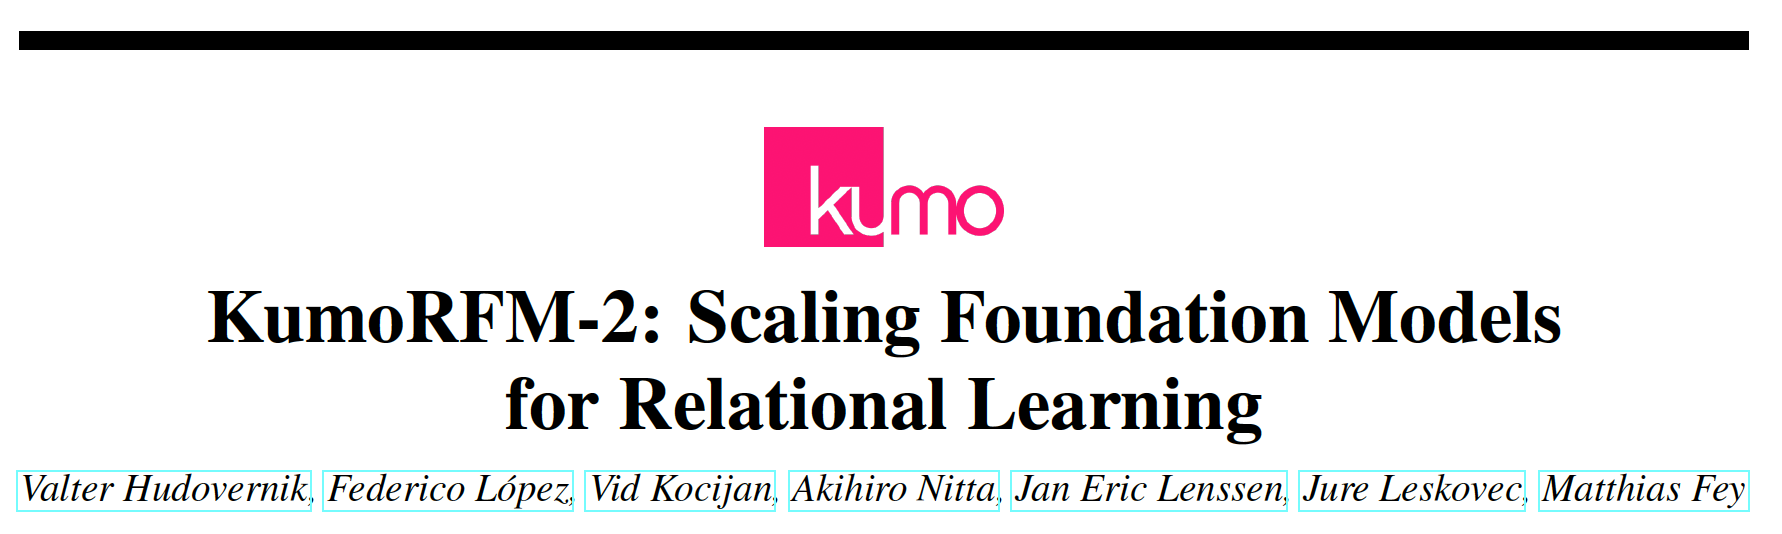 kumo
KumoRFM-2: Scaling Foundation Models
for Relational Learning
Valter Hudovernik, Federico López, Vid Kocijan, Akihiro Nitta, Jan Eric Lenssen, Jure Leskovec, Matthias Fey